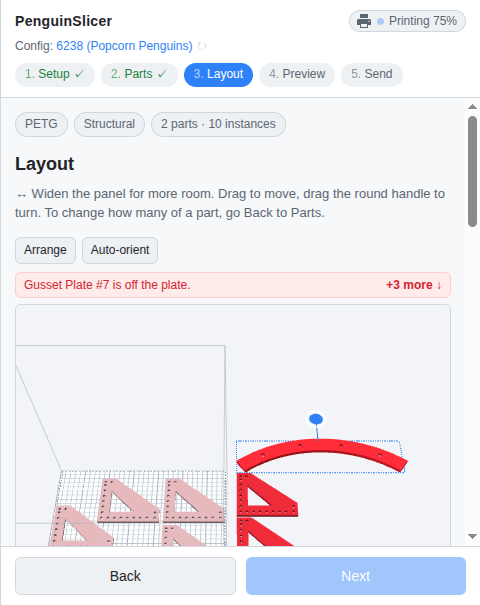 PenguinSlicer
Printing 75%
Config: 6238 (Popcorn Penguins)
1. Setup ✓
2. Parts ✓
3. Layout
4. Preview
5. Send
PETG
Structural
2 parts · 10 instances
Layout
↔ Widen the panel for more room. Drag to move, drag the round handle to
turn. To change how many of a part, go Back to Parts.
Arrange
Auto-orient
Gusset Plate #7 is off the plate.
+3 more ↓
Back
Next